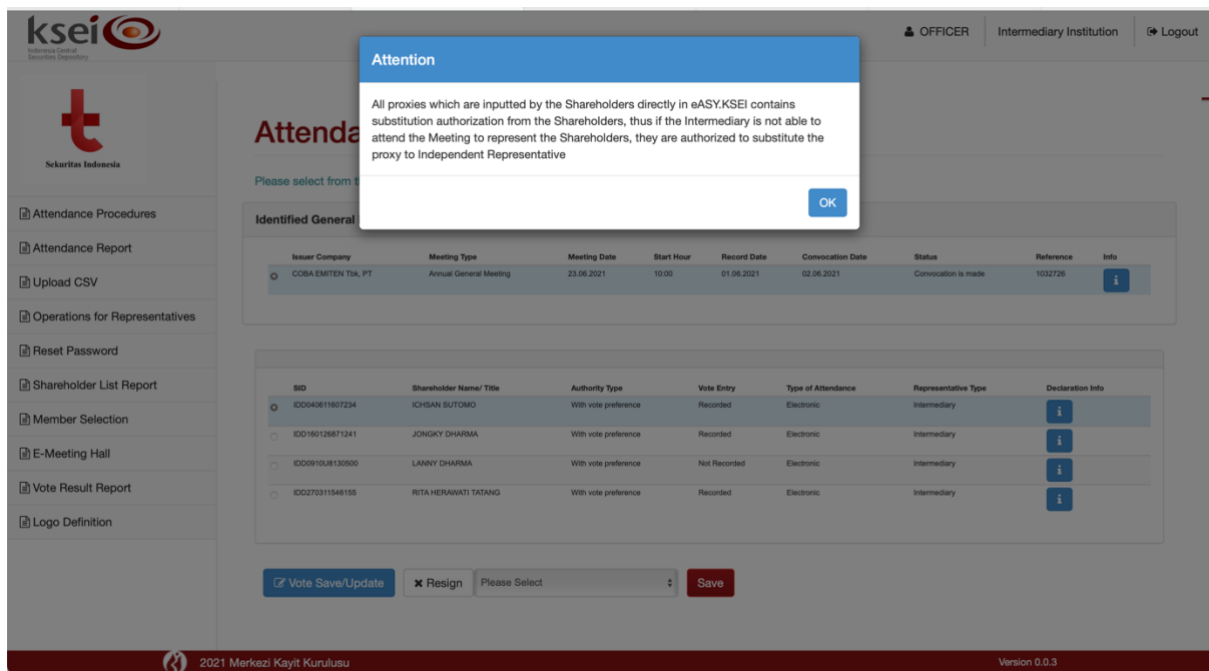 ksei
Indonesia Central
Securities Depository
OFFICER
Intermediary Institution
Logout
Attention
All proxies which are inputted by the Shareholders directly in eASY.KSEI contains
substitution authorization from the Shareholders, thus if the Intermediary is not able to
attend the Meeting to represent the Shareholders, they are authorized to substitute the
proxy to Independent Representative
OK
t
Sekuritas Indonesia
Attendance Procedures
Attendance Report
Upload CSV
Operations for Representatives
Reset Password
Shareholder List Report
Member Selection
E-Meeting Hall
Vote Result Report
Logo Definition
Attenda
Please select from t
Identified General
Issuer Company Meeting Type Meeting Date Start Hour Record Date Convocation Date Status Reference Info
COBA EMITEN Tbk, PT Annual General Meeting 23.06.2021 10:00 01.06.2021 02.06.2021 Convocation is made 1032726 i
SID Shareholder Name/ Title Authority Type Vote Entry Type of Attendance Representative Type Declaration Info
IDD040611607234 ICHSAN SUTOMO With vote preference Recorded Electronic Intermediary i
IDD160126871241 JONGKY DHARMA With vote preference Recorded Electronic Intermediary i
IDD0910U8130500 LANNY DHARMA With vote preference Not Recorded Electronic Intermediary i
IDD270311546155 RITA HERAWATI TATANG With vote preference Recorded Electronic Intermediary i
Vote Save/Update
Resign
Please Select
Save
2021 Merkezi Kayit Kurulusu
Version 0.0.3